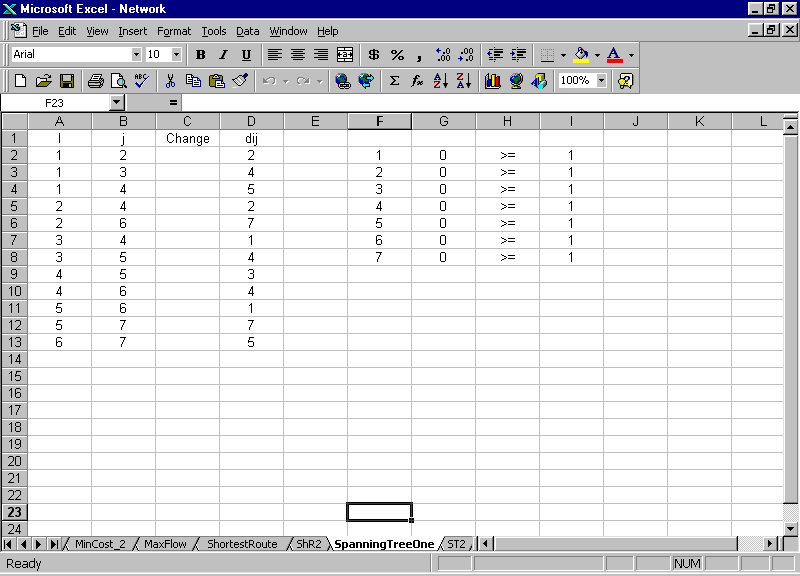 Microsoft Excel - Network
File Edit View Insert Format Tools Data Window Help
Arial 10 B I U $ % , +.0 .00 .00 +.0 A
ABC Σ fx A Z Z A 100% ?
F23 =
A B C D E F G H I J K L
1 I j Change dij
2 1 2 2 1 0 >= 1
3 1 3 4 2 0 >= 1
4 1 4 5 3 0 >= 1
5 2 4 2 4 0 >= 1
6 2 6 7 5 0 >= 1
7 3 4 1 6 0 >= 1
8 3 5 4 7 0 >= 1
9 4 5 3
10 4 6 4
11 5 6 1
12 5 7 7
13 6 7 5
14
15
16
17
18
19
20
21
22
23
24
MinCost_2 MaxFlow ShortestRoute ShR2 SpanningTreeOne ST2
Ready NUM